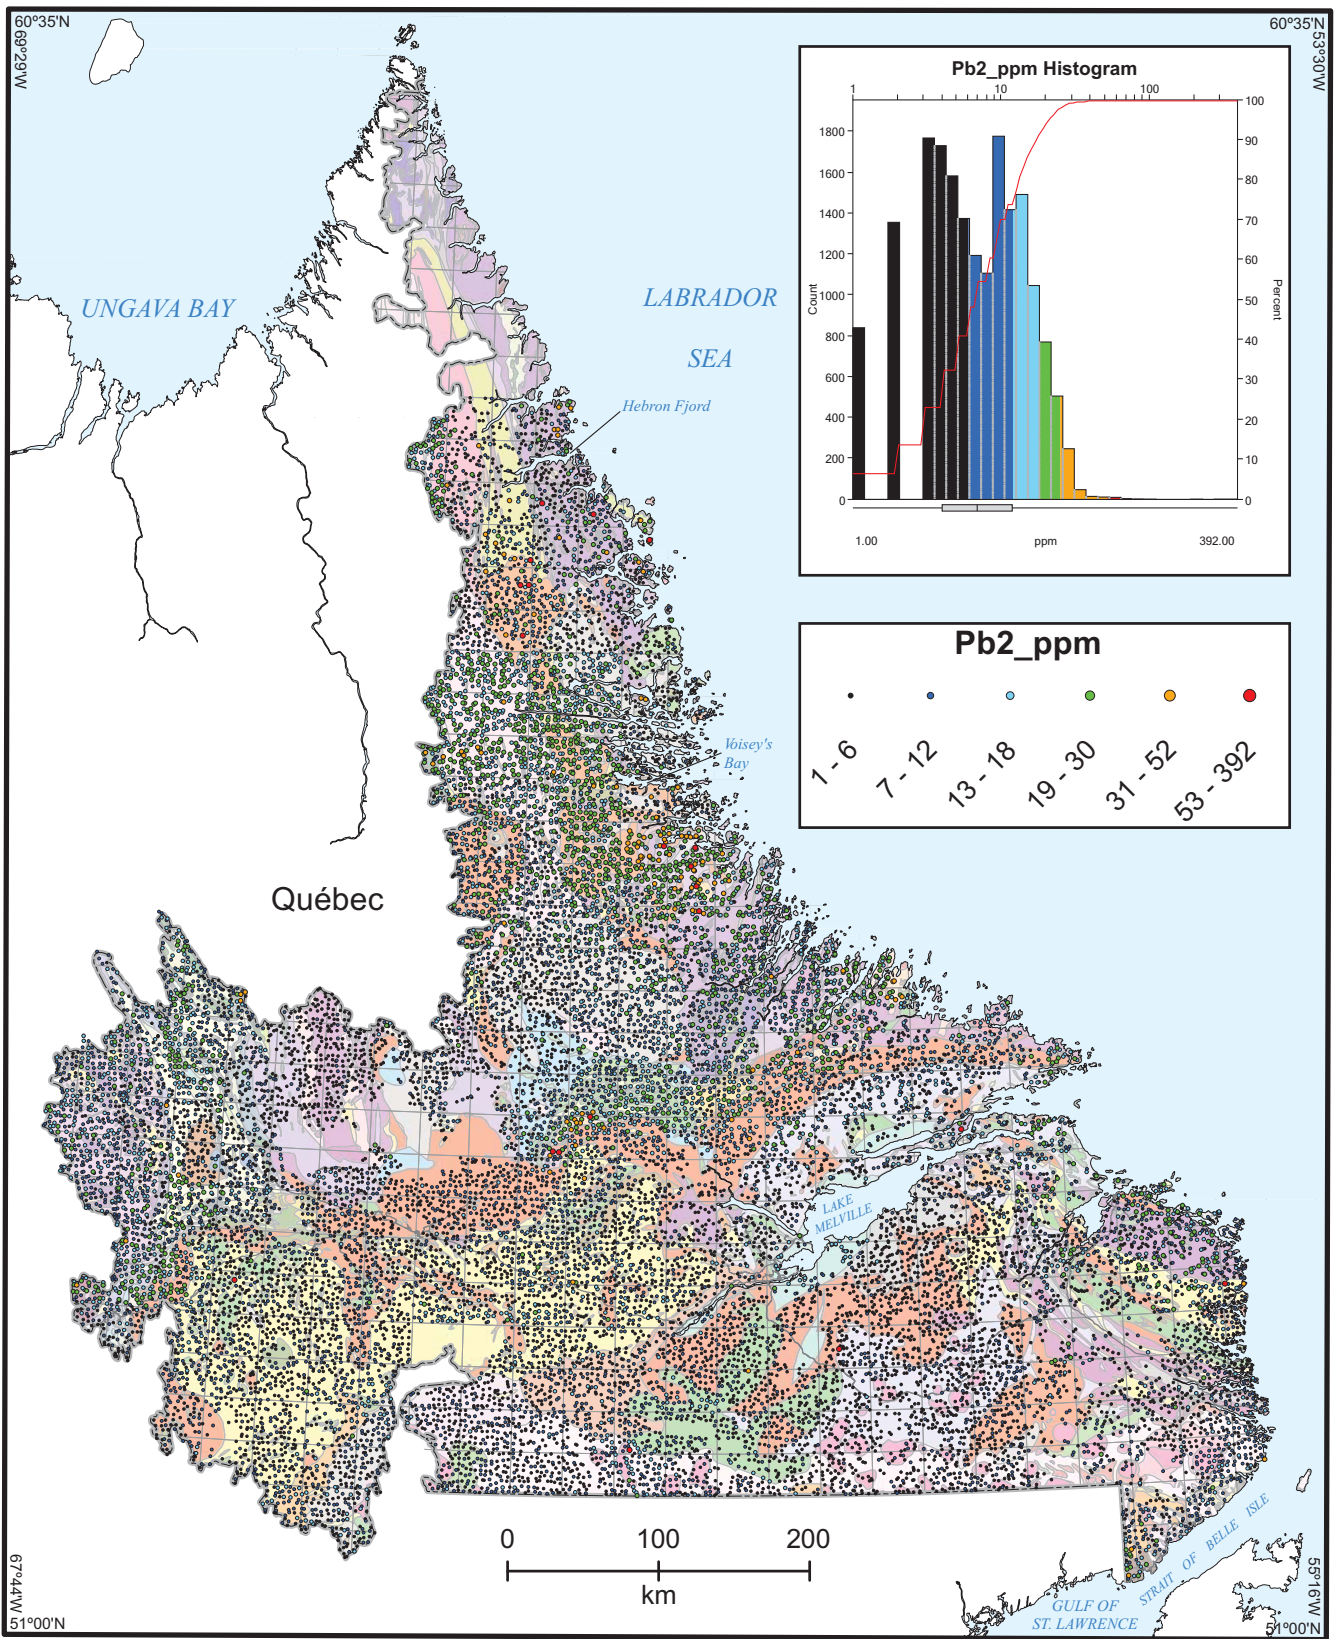 60°35'N
69°29'W
60°35'N
53°30'W
Pb2_ppm Histogram
1
10
100
1800
1600
1400
1200
1000
800
600
400
200
0
Count
100
90
80
70
60
50
40
30
20
10
0
Percent
1.00
ppm
392.00
UNGAVA BAY
LABRADOR
SEA
Hebron Fjord
Pb2_ppm
1 - 6
7 - 12
13 - 18
19 - 30
31 - 52
53 - 392
Voisey's
Bay
Québec
LAKE
MELVILLE
0
100
200
km
STRAIT OF BELLE ISLE
GULF OF
ST. LAWRENCE
67°44'W
51°00'N
55°16'W
51°00'N